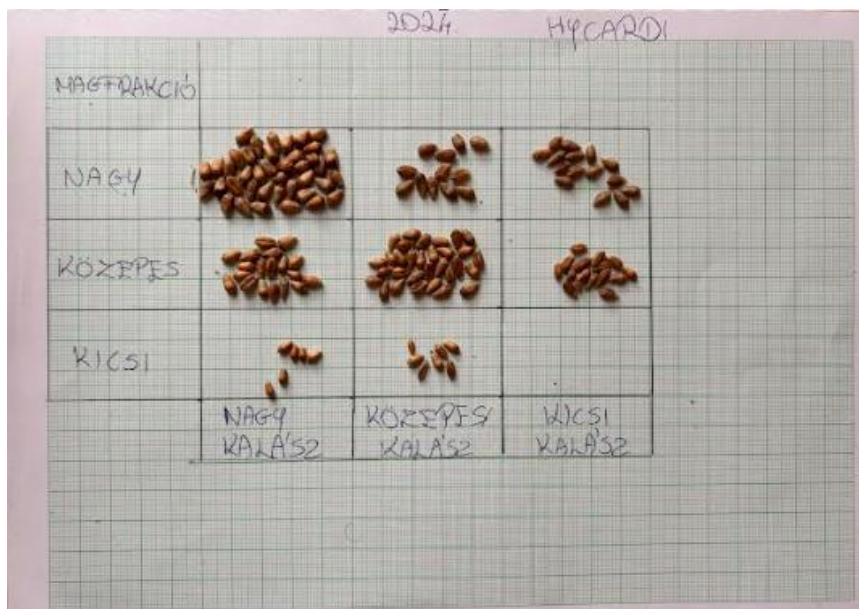 2024 HYCARDI
MAGFRAKCIÓ
NAGY
KÖZEPES
KICSI
NAGY KÖZEPES KICSI
KALÁSZ KALÁSZ KALÁSZ